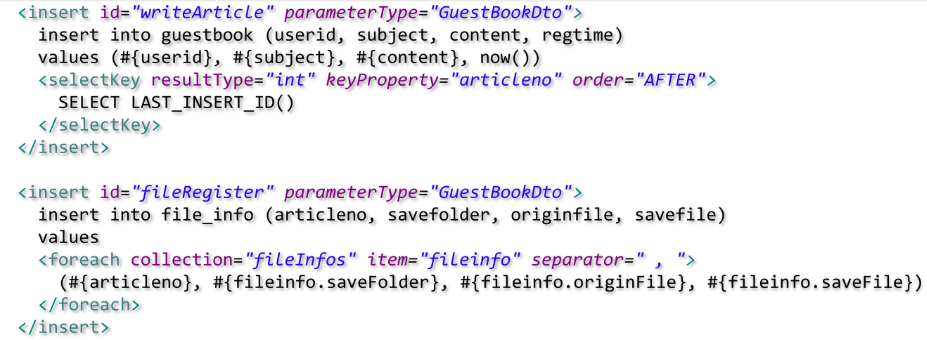 <insert id="writeArticle" parameterType="GuestBookDto">
  insert into guestbook (userid, subject, content, regtime)
  values (#{userid}, #{subject}, #{content}, now())
  <selectKey resultType="int" keyProperty="articleno" order="AFTER">
    SELECT LAST_INSERT_ID()
  </selectKey>
</insert>

<insert id="fileRegister" parameterType="GuestBookDto">
  insert into file_info (articleno, savefolder, originfile, savefile)
  values
  <foreach collection="fileInfos" item="fileinfo" separator=" , ">
    (#{articleno}, #{fileinfo.saveFolder}, #{fileinfo.originFile}, #{fileinfo.saveFile})
  </foreach>
</insert>